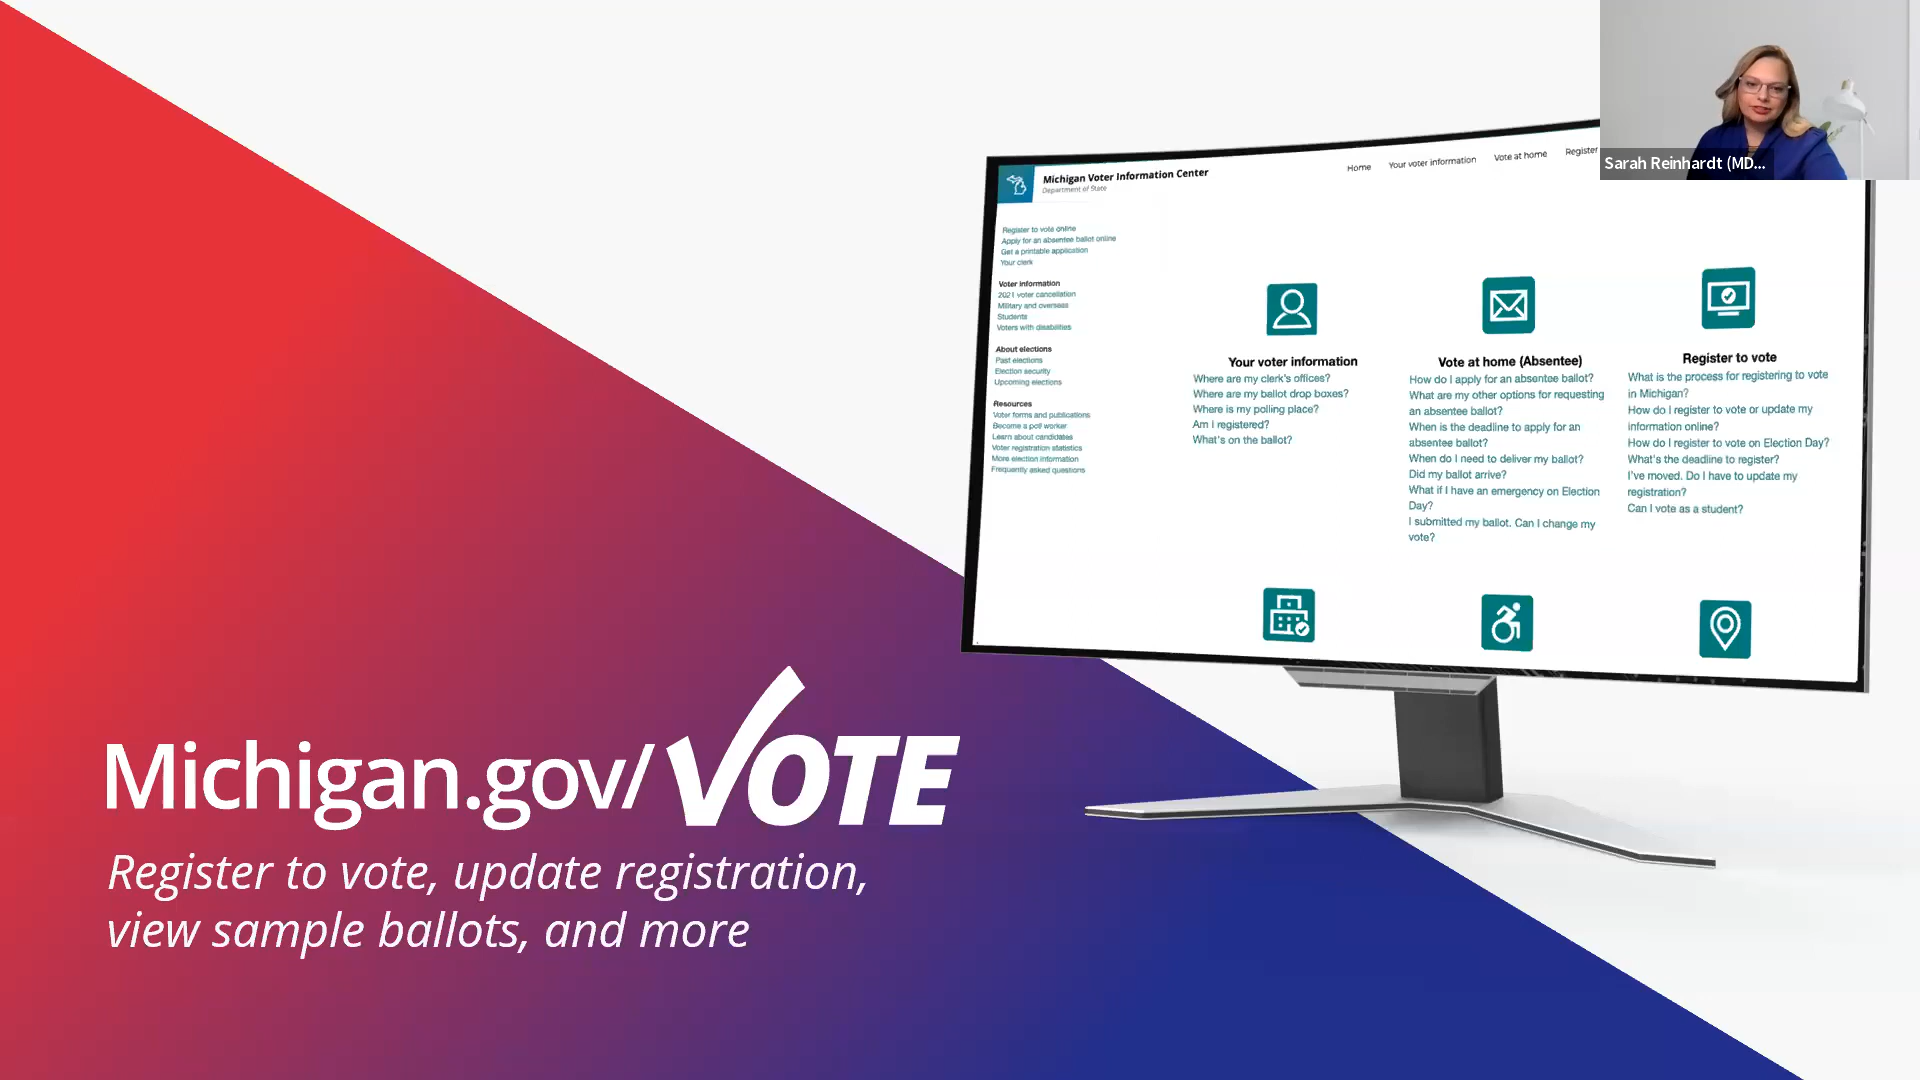 Sarah Reinhardt (MD...
Michigan Voter Information Center
Department of State
Home
Your voter information
Vote at home
Register
Register to vote online
Apply for an absentee ballot online
Get a printable application
Your clerk
Voter information
2021 voter cancellation
Military and overseas
Students
Voters with disabilities
About elections
Past elections
Election security
Upcoming elections
Resources
Voter forms and publications
Become a poll worker
Learn about candidates
Voter registration statistics
More election information
Frequently asked questions
Your voter information
Where are my clerk's offices?
Where are my ballot drop boxes?
Where is my polling place?
Am I registered?
What's on the ballot?
Vote at home (Absentee)
How do I apply for an absentee ballot?
What are my other options for requesting
an absentee ballot?
When is the deadline to apply for an
absentee ballot?
When do I need to deliver my ballot?
Did my ballot arrive?
What if I have an emergency on Election
Day?
I submitted my ballot. Can I change my
vote?
Register to vote
What is the process for registering to vote
in Michigan?
How do I register to vote or update my
information online?
How do I register to vote on Election Day?
What's the deadline to register?
I've moved. Do I have to update my
registration?
Can I vote as a student?
Michigan.gov/VOTE
Register to vote, update registration,
view sample ballots, and more